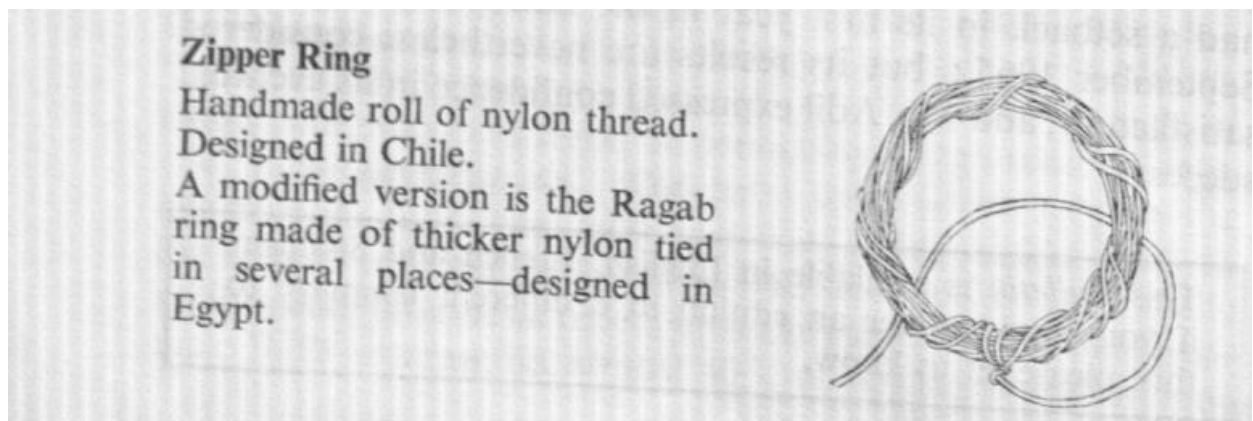 Zipper Ring
Handmade roll of nylon thread.
Designed in Chile.
A modified version is the Ragab
ring made of thicker nylon tied
in several places—designed in
Egypt.